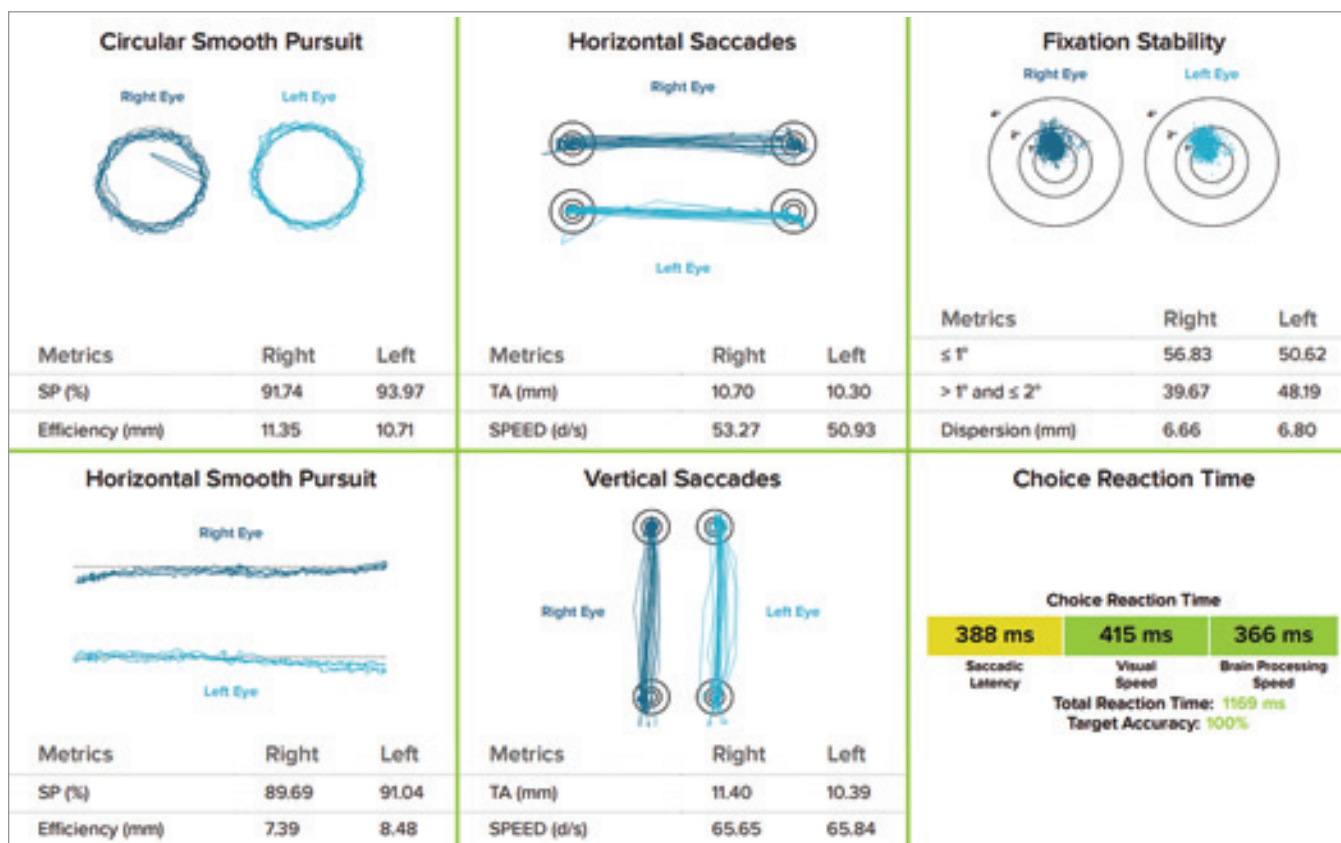 Circular Smooth Pursuit
Right Eye Left Eye
Metrics Right Left
SP (%) 91.74 93.97
Efficiency (mm) 11.35 10.71
Horizontal Saccades
Right Eye
Left Eye
Metrics Right Left
TA (mm) 10.70 10.30
SPEED (d/s) 53.27 50.93
Fixation Stability
Right Eye Left Eye
4°
2°
1°
4°
2°
1°
Metrics Right Left
≤ 1° 56.83 50.62
> 1° and ≤ 2° 39.67 48.19
Dispersion (mm) 6.66 6.80
Horizontal Smooth Pursuit
Right Eye
Left Eye
Metrics Right Left
SP (%) 89.69 91.04
Efficiency (mm) 7.39 8.48
Vertical Saccades
Right Eye Left Eye
Metrics Right Left
TA (mm) 11.40 10.39
SPEED (d/s) 65.65 65.84
Choice Reaction Time
Choice Reaction Time
388 ms 415 ms 366 ms
Saccadic Visual Brain Processing
Latency Speed Speed
Total Reaction Time: 1169 ms
Target Accuracy: 100%